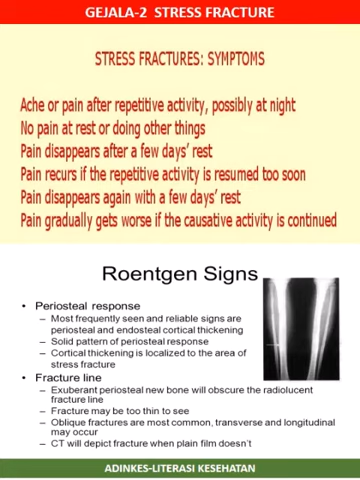 GEJALA-2 STRESS FRACTURE
STRESS FRACTURES: SYMPTOMS
Ache or pain after repetitive activity, possibly at night
No pain at rest or doing other things
Pain disappears after a few days' rest
Pain recurs if the repetitive activity is resumed too soon
Pain disappears again with a few days' rest
Pain gradually gets worse if the causative activity is continued
Roentgen Signs
• Periosteal response
– Most frequently seen and reliable signs are
periosteal and endosteal cortical thickening
– Solid pattern of periosteal response
– Cortical thickening is localized to the area of
stress fracture
• Fracture line
– Exuberant periosteal new bone will obscure the radiolucent
fracture line
– Fracture may be too thin to see
– Oblique fractures are most common, transverse and longitudinal
may occur
– CT will depict fracture when plain film doesn't
ADINKES-LITERASI KESEHATAN